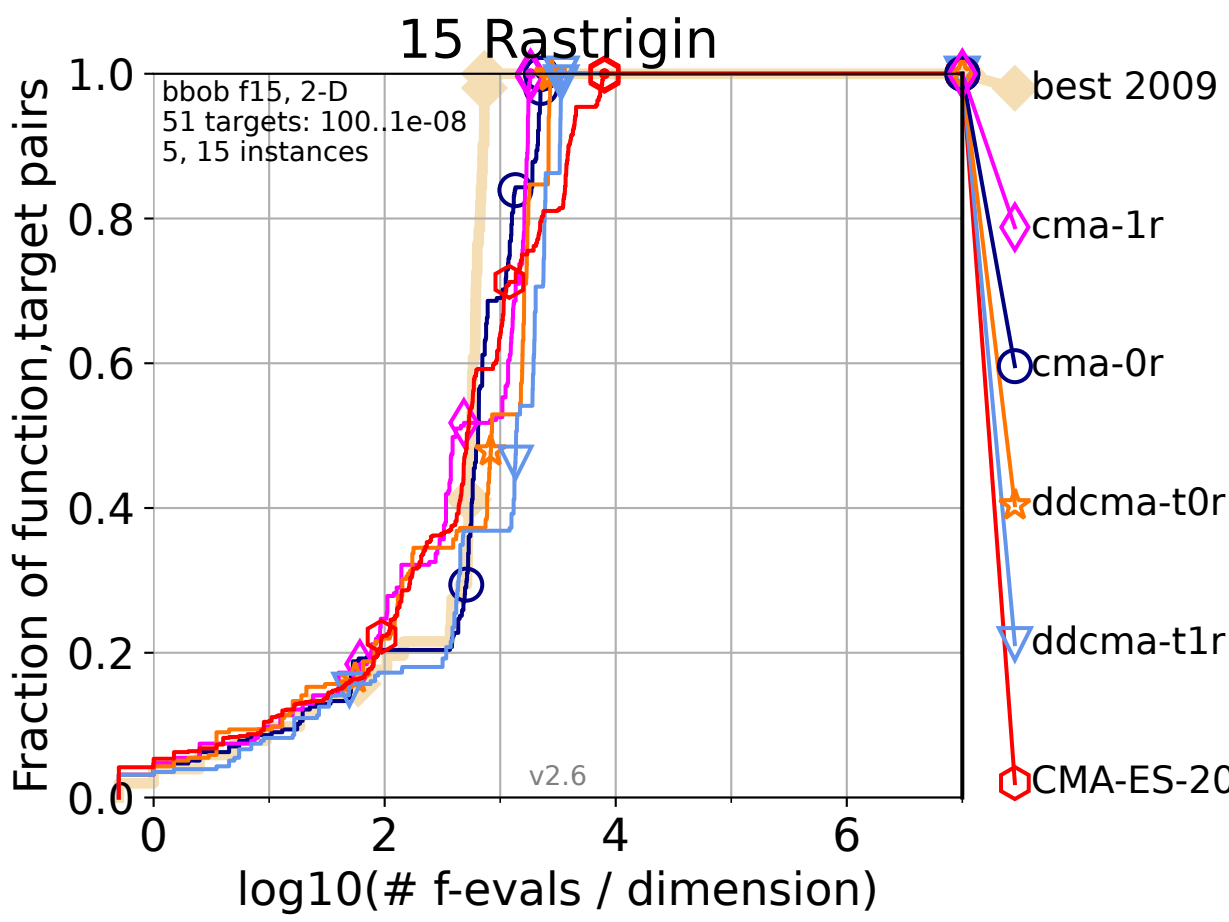 15 Rastrigin
bbob f15, 2-D
51 targets: 100..1e-08
5, 15 instances
Fraction of function,target pairs
1.0
0.8
0.6
0.4
0.2
0.0
0
2
4
6
log10(# f-evals / dimension)
v2.6
best 2009
cma-1r
cma-0r
ddcma-t0r
ddcma-t1r
CMA-ES-20